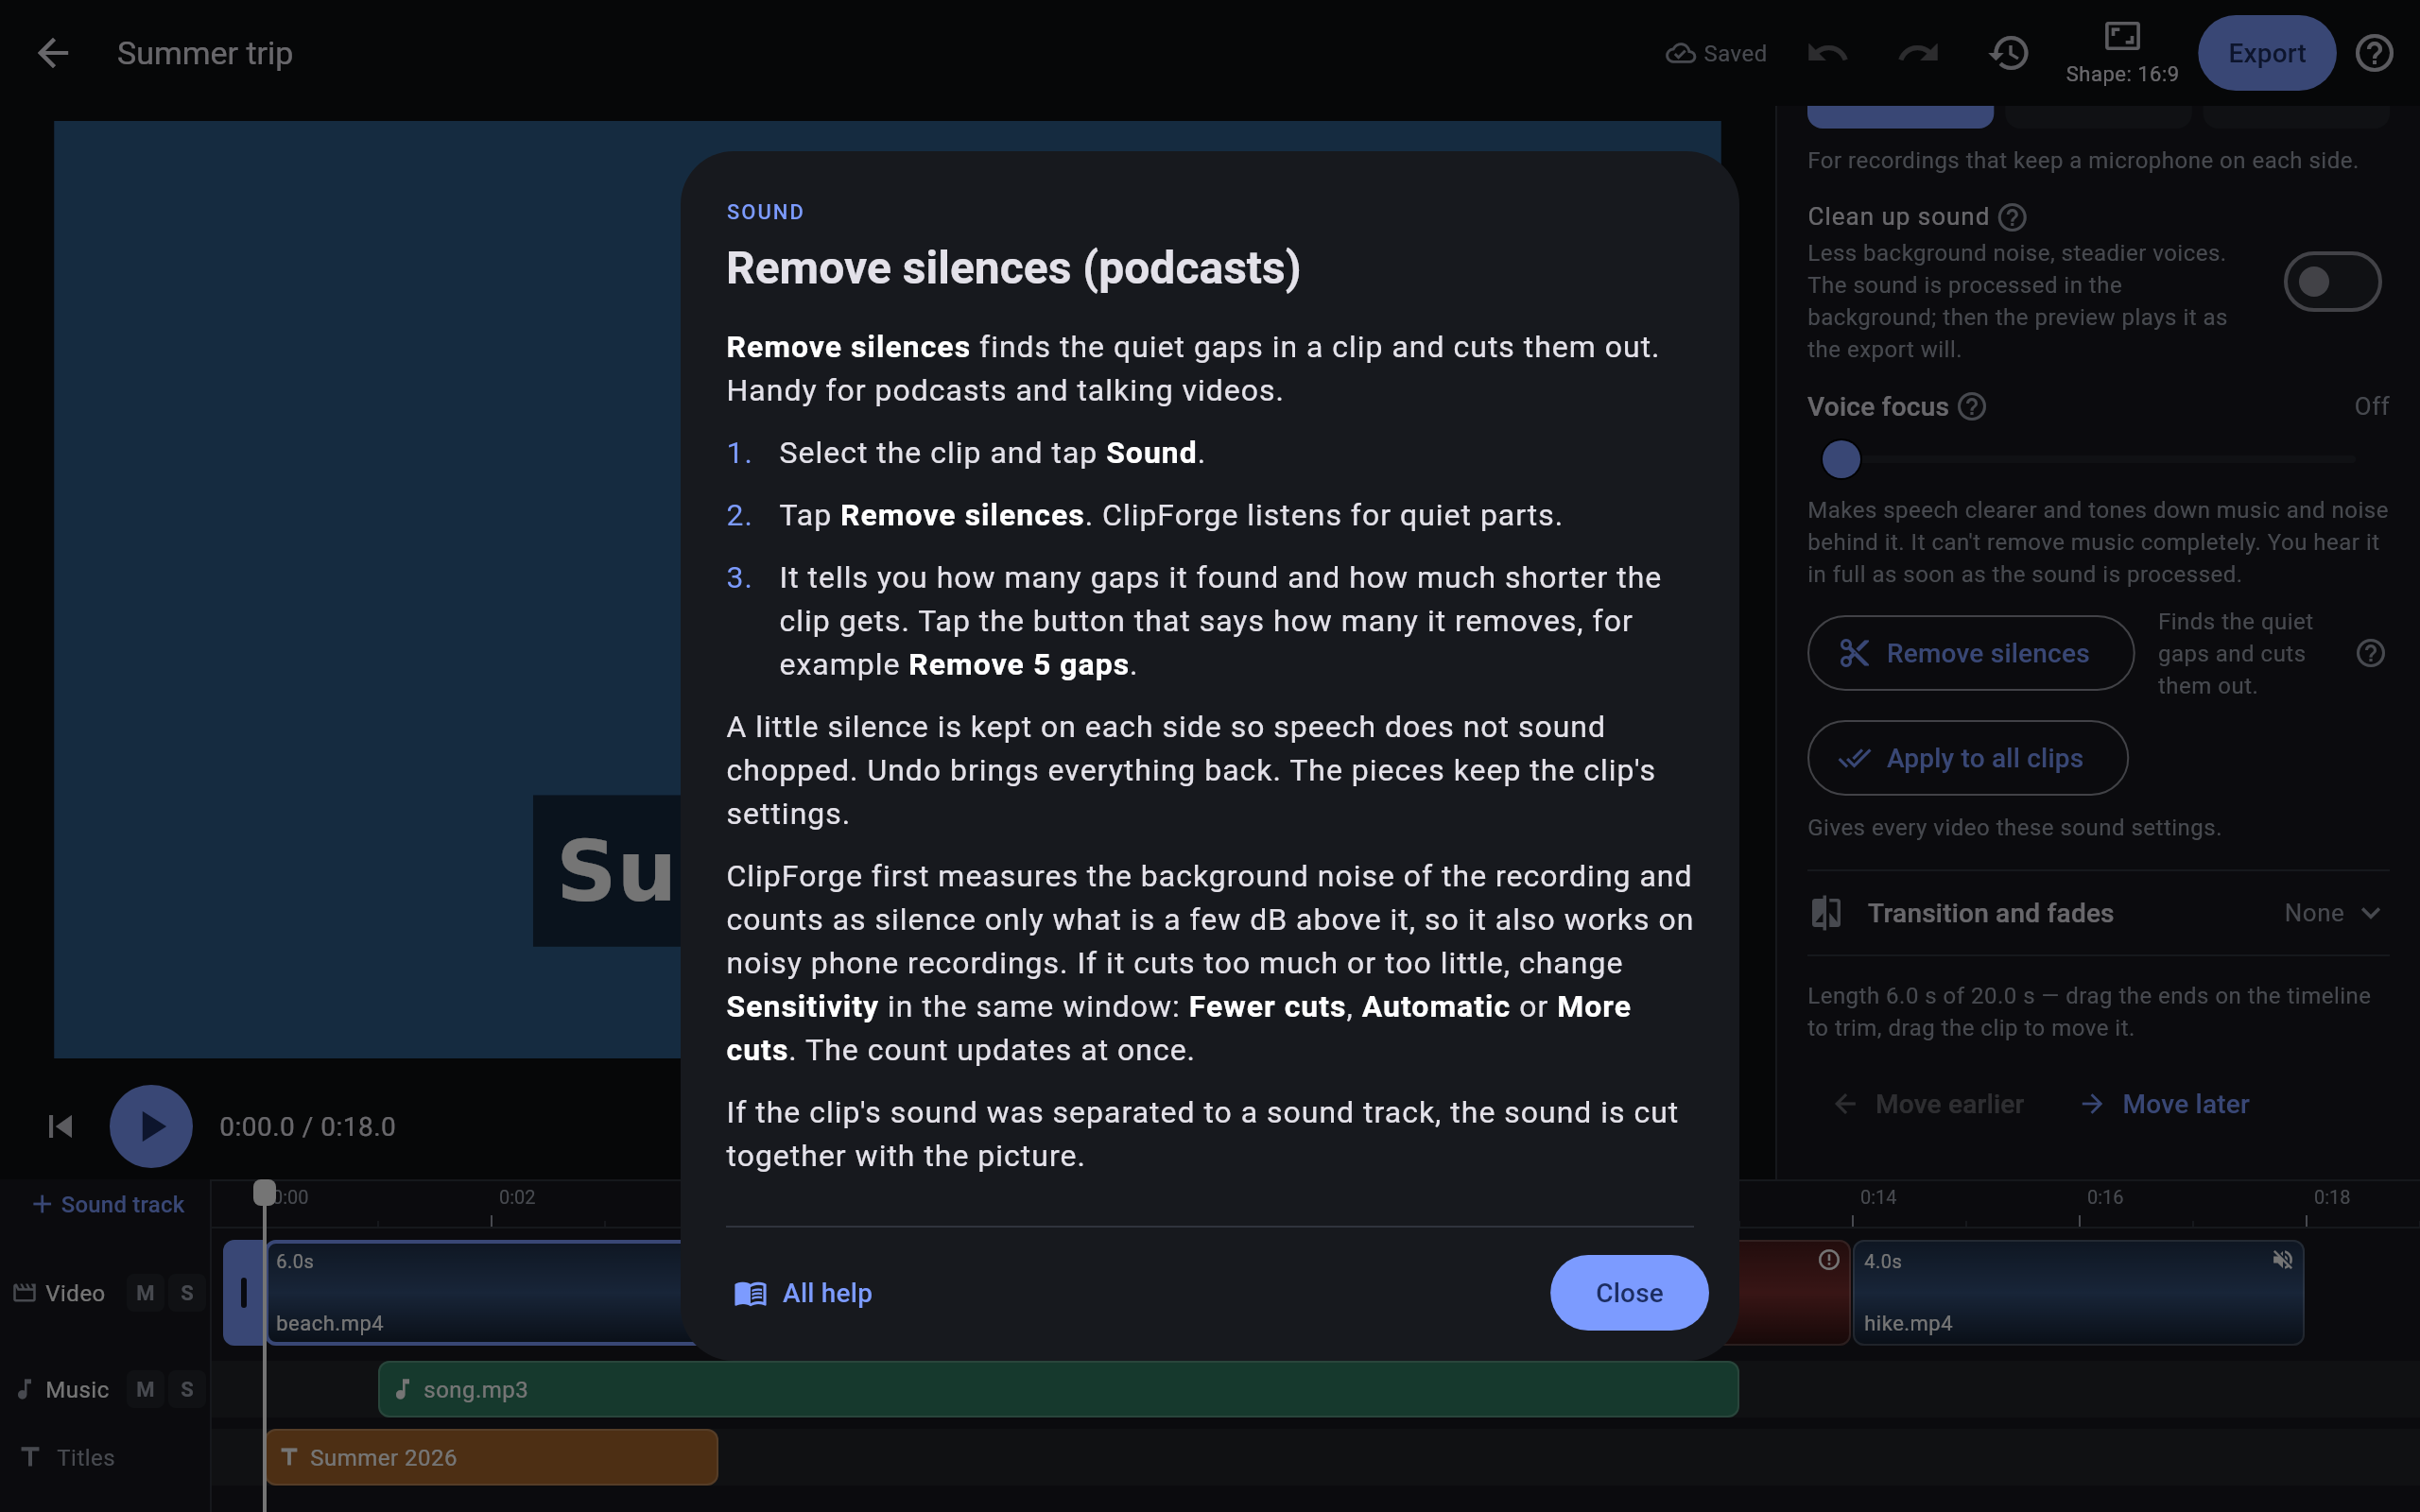 Summer trip
Saved
Shape: 16:9
Export
For recordings that keep a microphone on each side.
Clean up sound
Less background noise, steadier voices.
The sound is processed in the
background; then the preview plays it as
the export will.
Voice focus
Off
Makes speech clearer and tones down music and noise
behind it. It can't remove music completely. You hear it
in full as soon as the sound is processed.
Remove silences
Finds the quiet
gaps and cuts
them out.
Apply to all clips
Gives every video these sound settings.
Transition and fades
None
Length 6.0 s of 20.0 s — drag the ends on the timeline
to trim, drag the clip to move it.
Move earlier
Move later
SOUND
Remove silences (podcasts)
Remove silences finds the quiet gaps in a clip and cuts them out.
Handy for podcasts and talking videos.
1. Select the clip and tap Sound.
2. Tap Remove silences. ClipForge listens for quiet parts.
3. It tells you how many gaps it found and how much shorter the
clip gets. Tap the button that says how many it removes, for
example Remove 5 gaps.
A little silence is kept on each side so speech does not sound
chopped. Undo brings everything back. The pieces keep the clip's
settings.
ClipForge first measures the background noise of the recording and
counts as silence only what is a few dB above it, so it also works on
noisy phone recordings. If it cuts too much or too little, change
Sensitivity in the same window: Fewer cuts, Automatic or More
cuts. The count updates at once.
If the clip's sound was separated to a sound track, the sound is cut
together with the picture.
All help
Close
Su
0:00.0 / 0:18.0
Sound track
0:00
0:02
0:14
0:16
0:18
Video
M
S
6.0s
beach.mp4
4.0s
hike.mp4
Music
M
S
song.mp3
Titles
Summer 2026